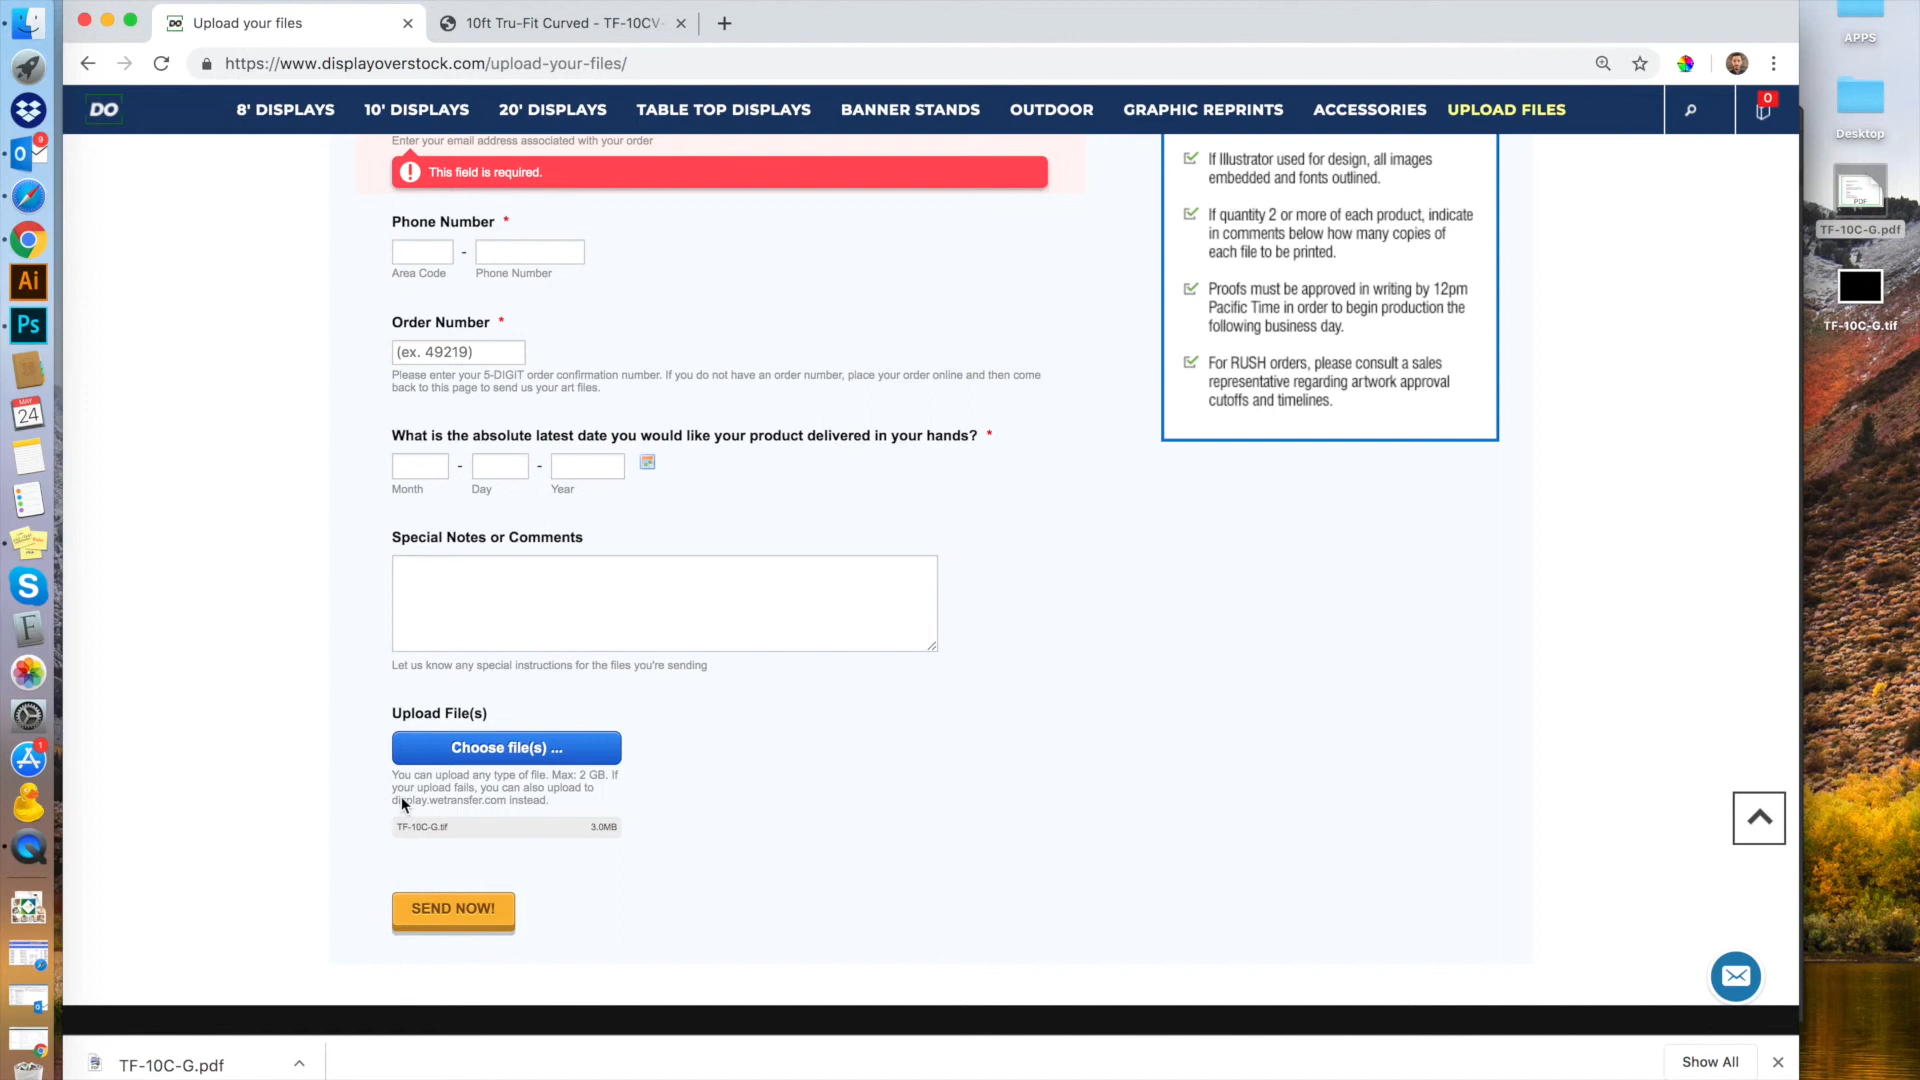 Upload your files
10ft Tru-Fit Curved - TF-10CV-
https://www.displayoverstock.com/upload-your-files/
APPS
DO
8' DISPLAYS
10' DISPLAYS
20' DISPLAYS
TABLE TOP DISPLAYS
BANNER STANDS
OUTDOOR
GRAPHIC REPRINTS
ACCESSORIES
UPLOAD FILES
0
Desktop
Enter your email address associated with your order
This field is required.
If Illustrator used for design, all images
embedded and fonts outlined.
If quantity 2 or more of each product, indicate
in comments below how many copies of
each file to be printed.
Proofs must be approved in writing by 12pm
Pacific Time in order to begin production the
following business day.
For RUSH orders, please consult a sales
representative regarding artwork approval
cutoffs and timelines.
PDF
TF-10C-G.pdf
TF-10C-G.tif
Phone Number *
-
Area Code
Phone Number
Order Number *
(ex. 49219)
Please enter your 5-DIGIT order confirmation number. If you do not have an order number, place your order online and then come
back to this page to send us your art files.
What is the absolute latest date you would like your product delivered in your hands? *
- -
Month
Day
Year
Special Notes or Comments
Let us know any special instructions for the files you're sending
Upload File(s)
Choose file(s) ...
You can upload any type of file. Max: 2 GB. If
your upload fails, you can also upload to
display.wetransfer.com instead.
TF-10C-G.tif
3.0MB
SEND NOW!
TF-10C-G.pdf
Show All
9
Ai
Ps
MAY
24
S
F
1